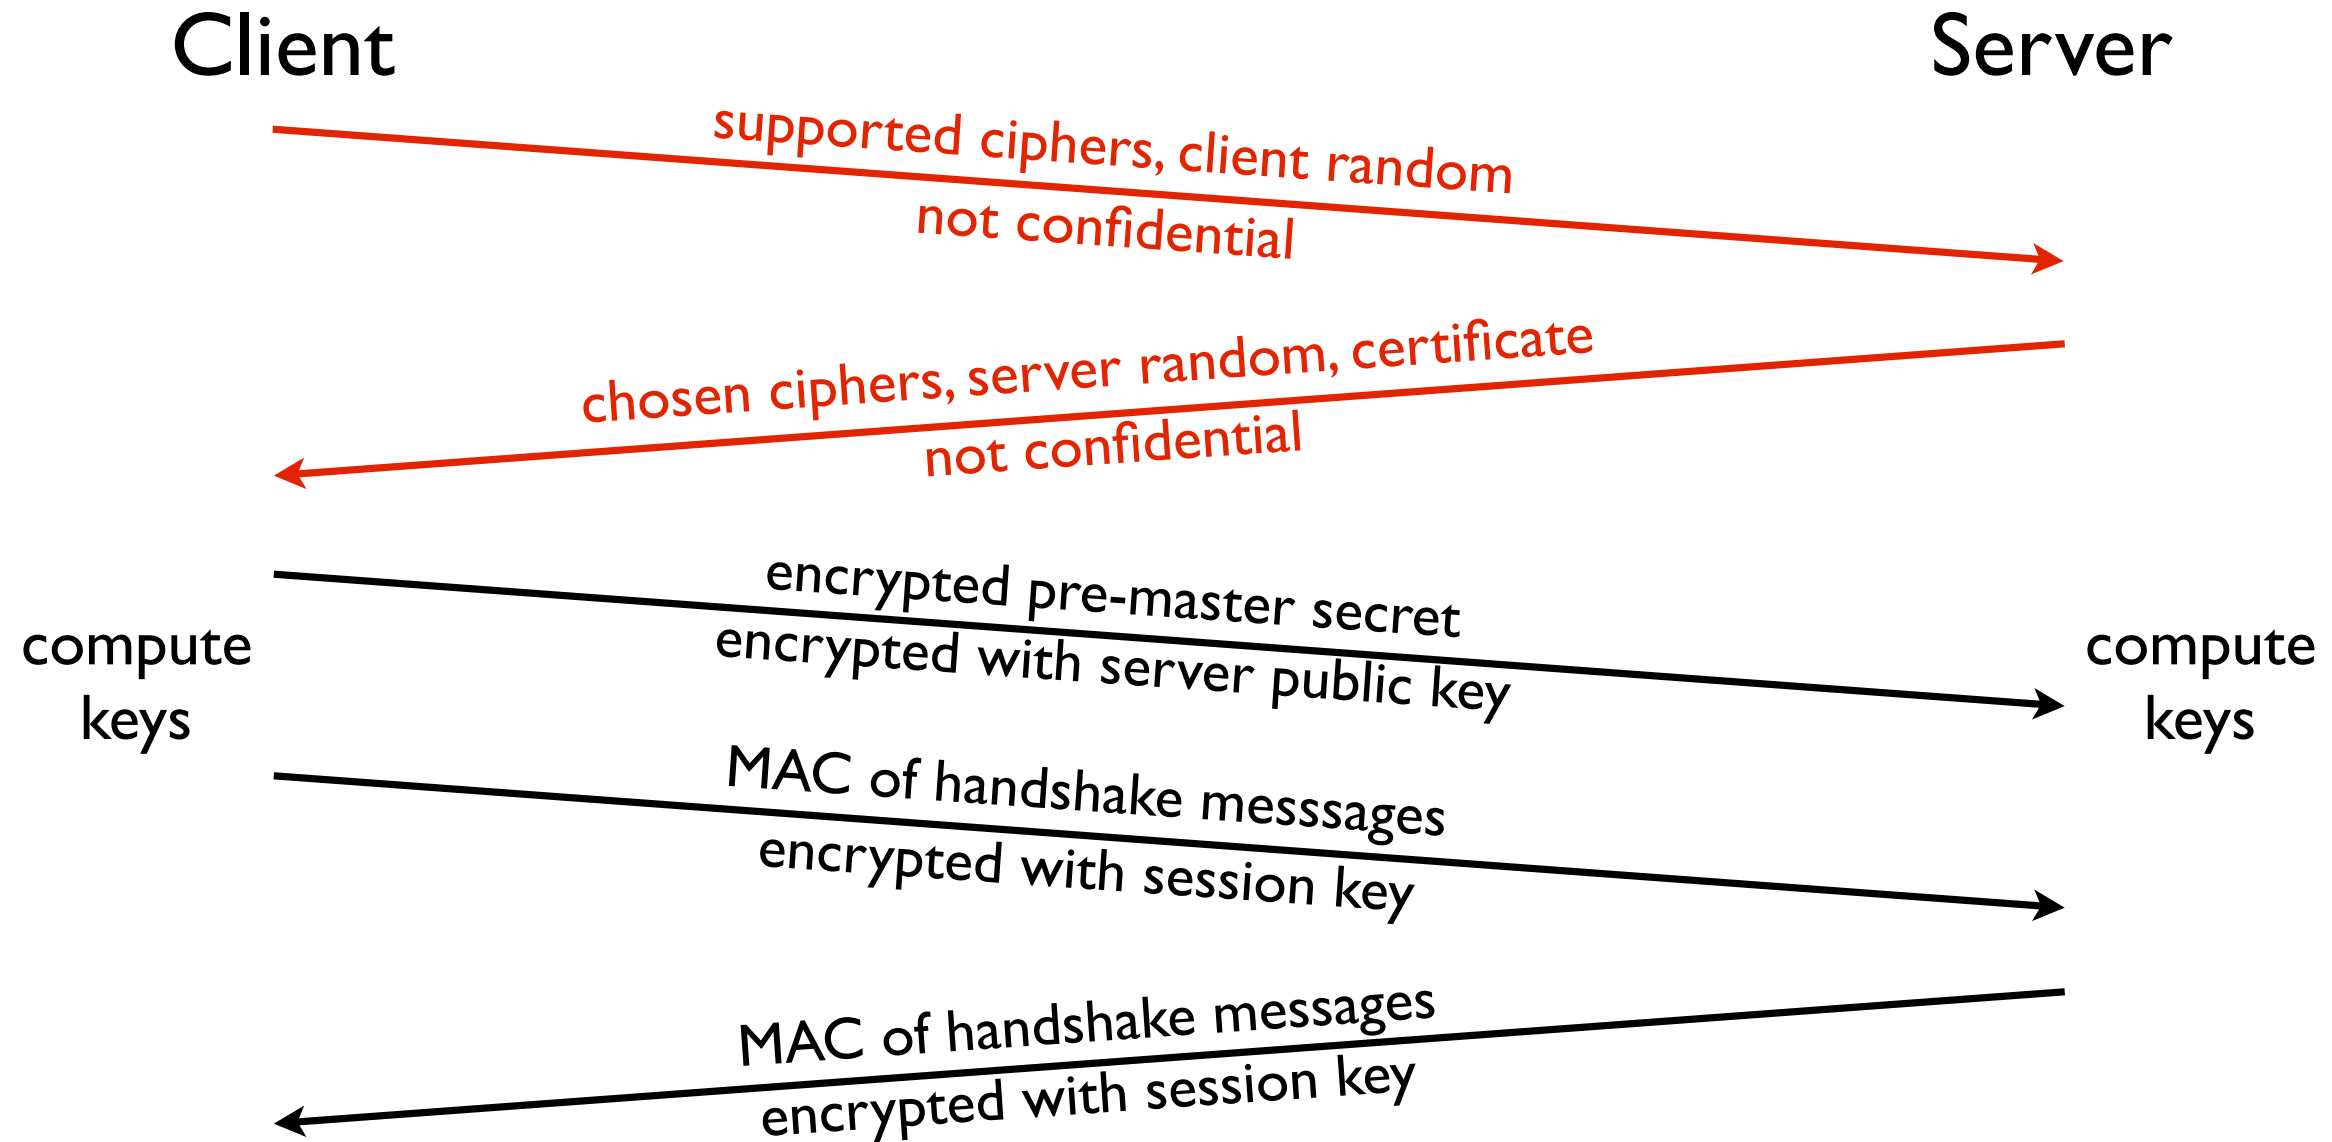 Client
Server
supported ciphers, client random
not confidential
chosen ciphers, server random, certificate
not confidential
encrypted pre-master secret
encrypted with server public key
compute
keys
compute
keys
MAC of handshake messsages
encrypted with session key
MAC of handshake messages
encrypted with session key